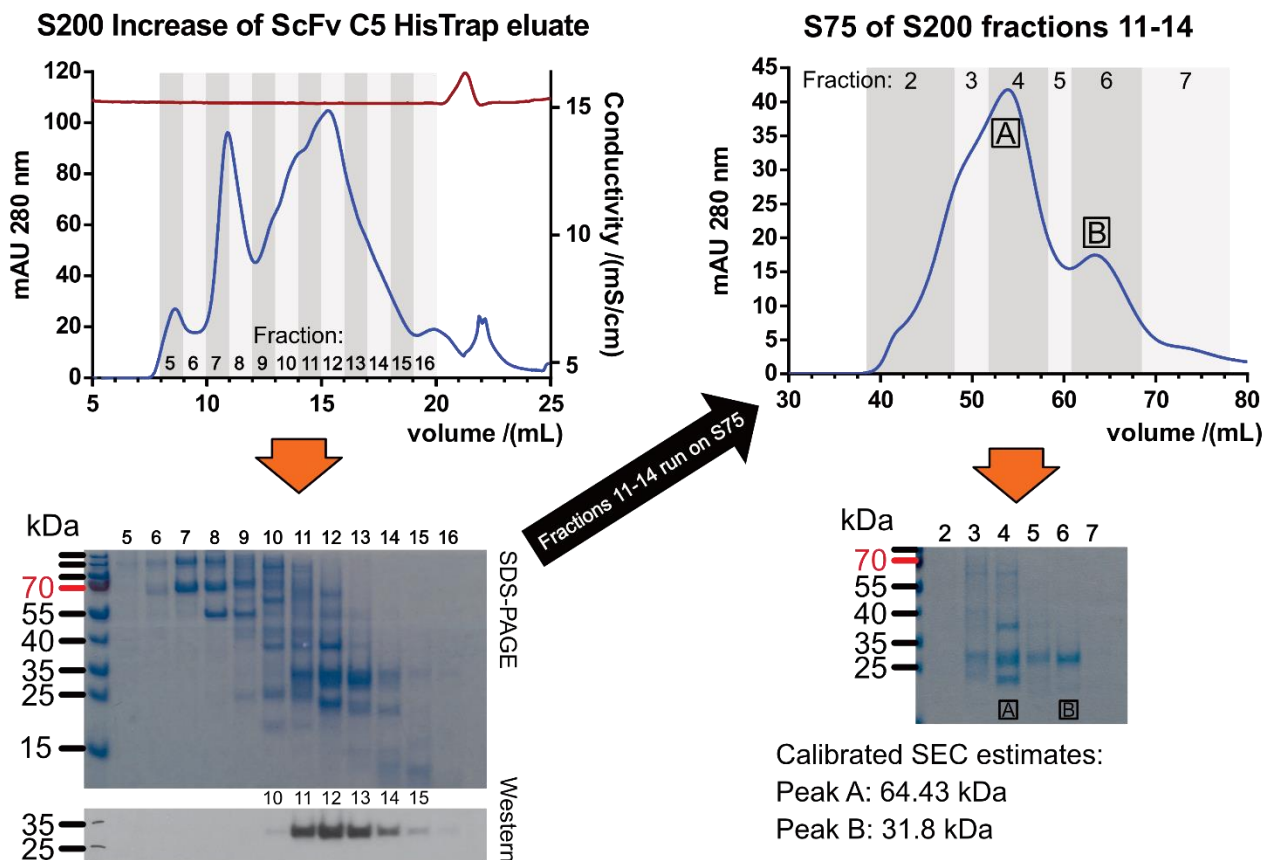 S200 Increase of ScFv C5 HisTrap eluate
120
100
80
60
40
20
0
mAU 280 nm
15
10
5
Conductivity /(mS/cm)
Fraction:
5 6 7 8 9 10 11 12 13 14 15 16
5 10 15 20 25
volume /(mL)
S75 of S200 fractions 11-14
45
40
35
30
25
20
15
10
5
0
mAU 280 nm
Fraction: 2 3 4 5 6 7
A
B
30 40 50 60 70 80
volume /(mL)
Fractions 11-14 run on S75
kDa
5 6 7 8 9 10 11 12 13 14 15 16
70
55
40
35
25
15
SDS-PAGE
10 11 12 13 14 15
35
25
Western
kDa
2 3 4 5 6 7
70
55
40
35
25
A B
Calibrated SEC estimates:
Peak A: 64.43 kDa
Peak B: 31.8 kDa